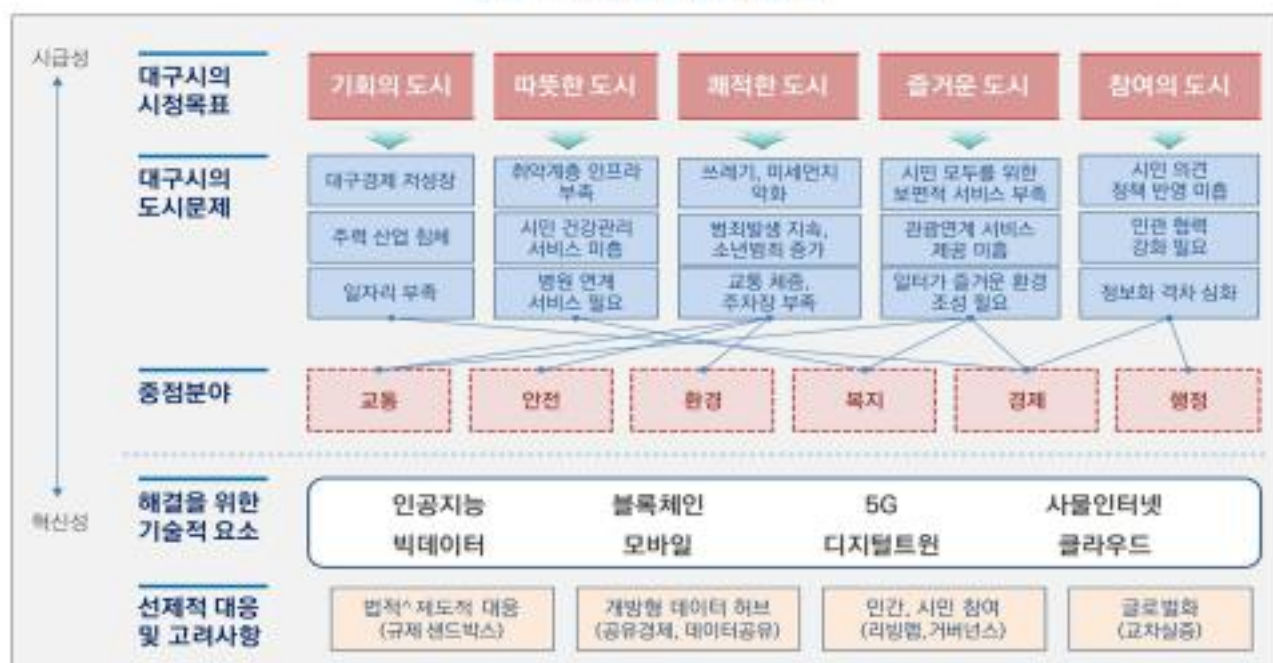 시급성
대구시의
시정목표
기회의 도시
따뜻한 도시
쾌적한 도시
즐거운 도시
참여의 도시
대구시의
도시문제
대구경제 저성장
주력 산업 침체
일자리 부족
취약계층 인프라
부족
시민 건강관리
서비스 미흡
병원 연계
서비스 필요
쓰레기, 미세먼지
악화
범죄발생 지속,
소년범죄 증가
교통 체증,
주차장 부족
시민 모두를 위한
보편적 서비스 부족
관광연계 서비스
제공 미흡
일터가 즐거운 환경
조성 필요
시민 의견
정책 반영 미흡
민관 협력
강화 필요
정보화 격차 심화
중점분야
교통
안전
환경
복지
경제
행정
혁신성
해결을 위한
기술적 요소
인공지능
블록체인
5G
사물인터넷
빅데이터
모바일
디지털트윈
클라우드
선제적 대응
및 고려사항
법적^제도적 대응
(규제 샌드박스)
개방형 데이터 허브
(공유경제, 데이터공유)
민간, 시민 참여
(리빙랩,거버넌스)
글로벌화
(교차실증)